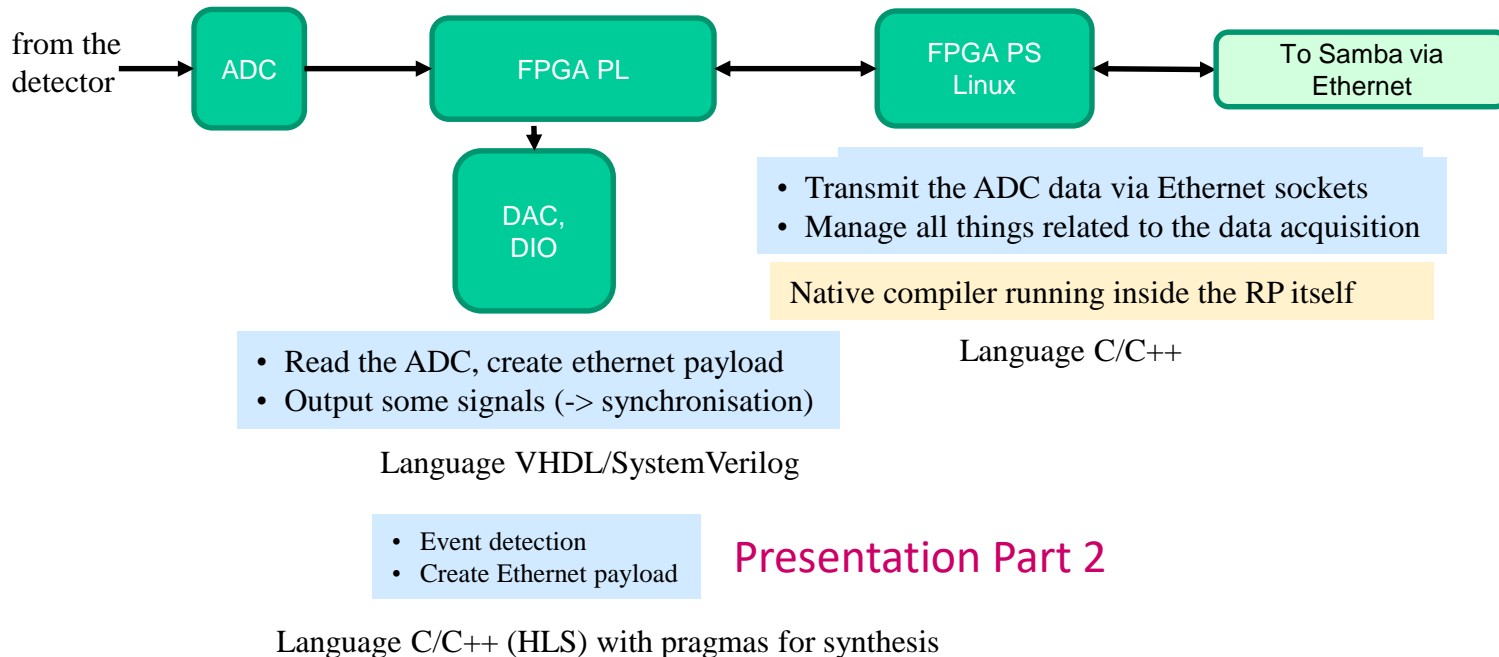 from the
detector
ADC
FPGA PL
FPGA PS
Linux
To Samba via
Ethernet
DAC,
DIO
• Transmit the ADC data via Ethernet sockets
• Manage all things related to the data acquisition
Native compiler running inside the RP itself
Language C/C++
• Read the ADC, create ethernet payload
• Output some signals (-> synchronisation)
Language VHDL/SystemVerilog
• Event detection
• Create Ethernet payload
Presentation Part 2
Language C/C++ (HLS) with pragmas for synthesis